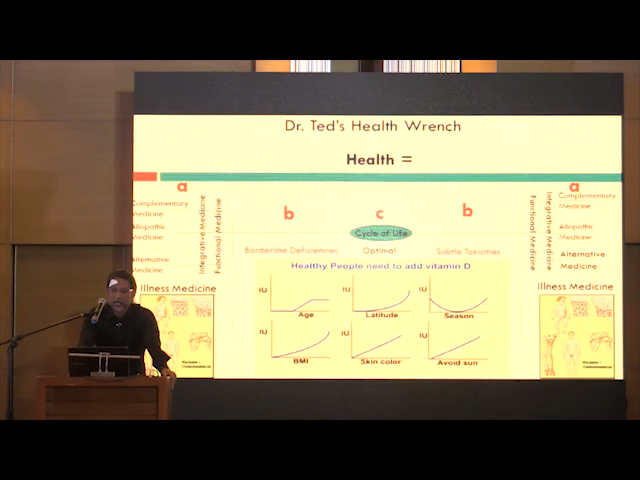 Dr. Ted's Health Wrench
Health =
a
Complementary
Medicine
Allopathic
Medicine
Alternative
Medicine
Integrative Medicine
Functional Medicine
Illness Medicine
b
c
b
Cycle of Life
Borderline Deficiencies
Optimal
Subtle Toxicities
Healthy People need to add vitamin D
IU
Age
IU
Latitude
IU
Season
IU
BMI
IU
Skin color
IU
Avoid sun
a
Functional Medicine
Integrative Medicine
Complementary
Medicine
Allopathic
Medicine
Alternative
Medicine
Illness Medicine